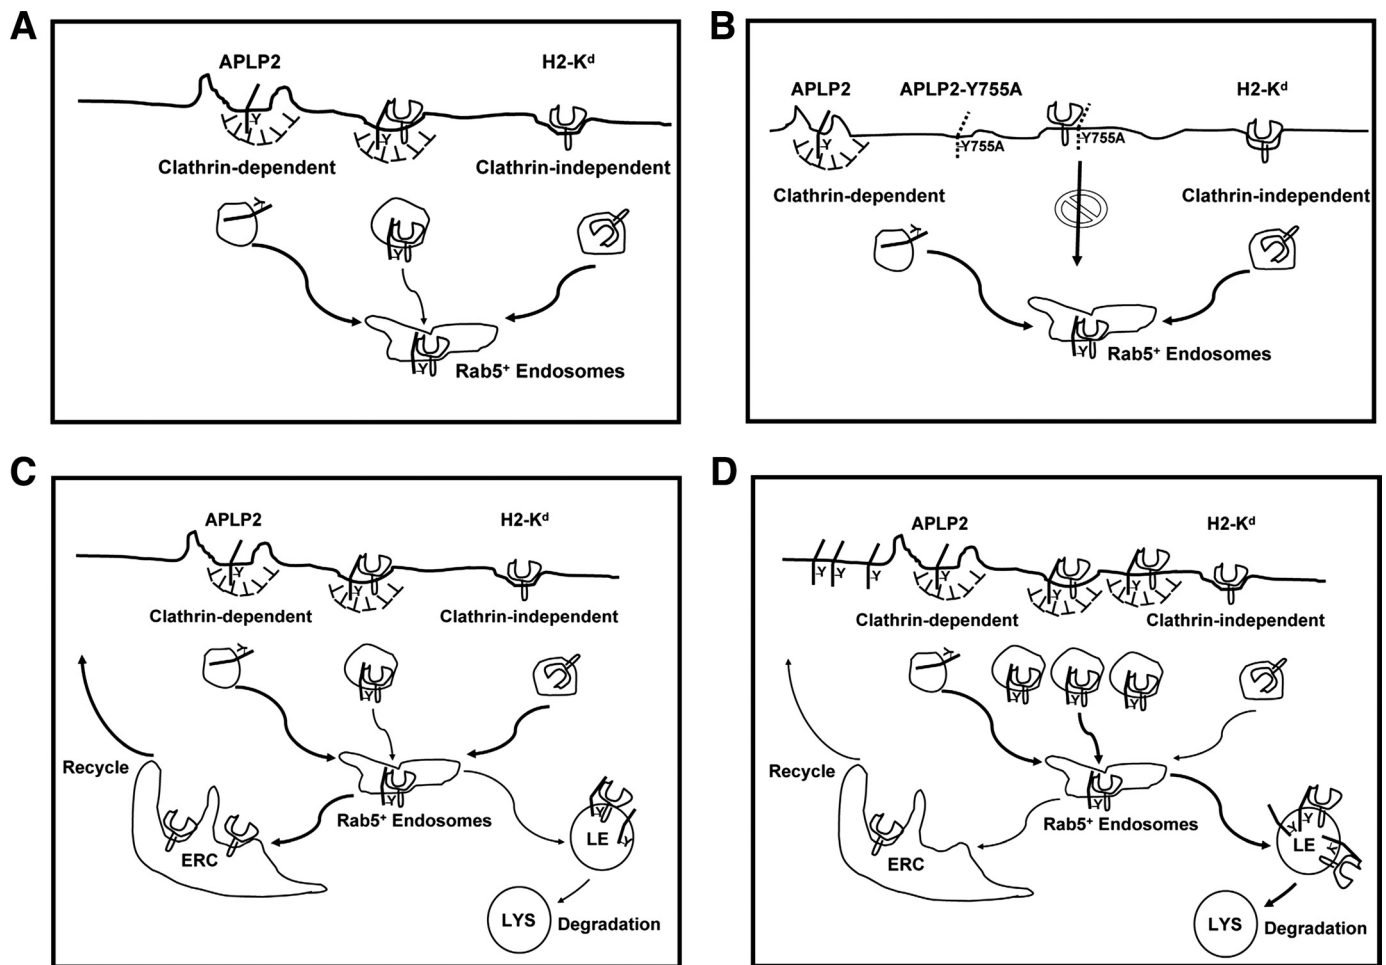 A
APLP2
H2-Kᵈ
-Y
-Y
Clathrin-dependent
Clathrin-independent
Y
-Y
-Y
Rab5⁺ Endosomes
B
APLP2
APLP2-Y755A
H2-Kᵈ
-Y
-Y755A
-Y755A
Clathrin-dependent
Clathrin-independent
Y
-Y
Rab5⁺ Endosomes
C
APLP2
H2-Kᵈ
-Y
-Y
Clathrin-dependent
Clathrin-independent
Y
-Y
Recycle
-Y
Rab5⁺ Endosomes
-Y
LE
-Y
ERC
LYS
Degradation
D
APLP2
H2-Kᵈ
-Y
-Y
-Y
-Y
-Y
-Y
Clathrin-dependent
Clathrin-independent
Y
-Y
-Y
-Y
Recycle
-Y
Rab5⁺ Endosomes
-Y
-Y
LE
-Y
ERC
LYS
Degradation